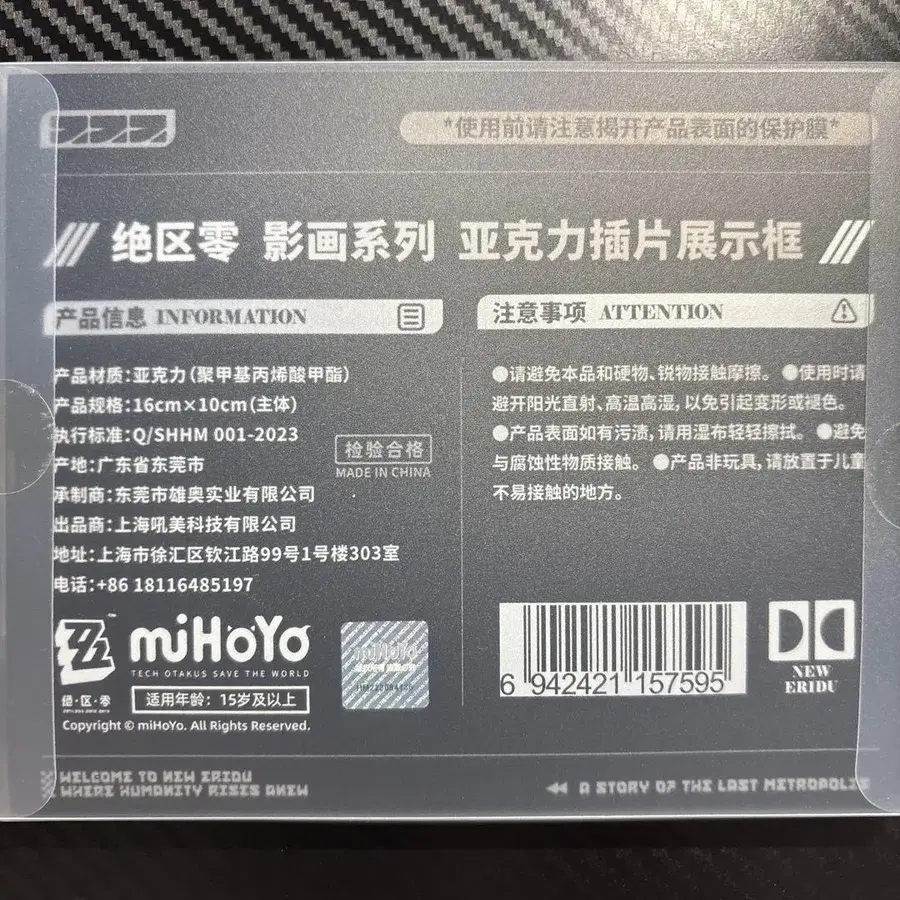 *使用前请注意揭开产品表面的保护膜*
绝区零 影画系列 亚克力插片展示框
产品信息 INFORMATION
产品材质:亚克力(聚甲基丙烯酸甲酯)
产品规格:16cm×10cm(主体)
执行标准:Q/SHHM 001-2023
产地:广东省东莞市
承制商:东莞市雄奥实业有限公司
出品商:上海吼美科技有限公司
地址:上海市徐汇区钦江路99号1号楼303室
电话:+86 18116485197
检验合格
MADE IN CHINA
注意事项 ATTENTION
●请避免本品和硬物、锐物接触摩擦。 ●使用时请
避开阳光直射、高温高湿,以免引起变形或褪色。
●产品表面如有污渍,请用湿布轻轻擦拭。 ●避免
与腐蚀性物质接触。 ●产品非玩具,请放置于儿童
不易接触的地方。
miHoYo
TECH OTAKUS SAVE THE WORLD
绝·区·零
适用年龄:15岁及以上
Copyright © miHoYo. All Rights Reserved.
miHoYo
6 942421 157595
NEW
ERIDU
WELCOME TO NEW ERIDU
WHERE HUMANITY RISES ANEW
A STORY OF THE LAST METROPOLIS